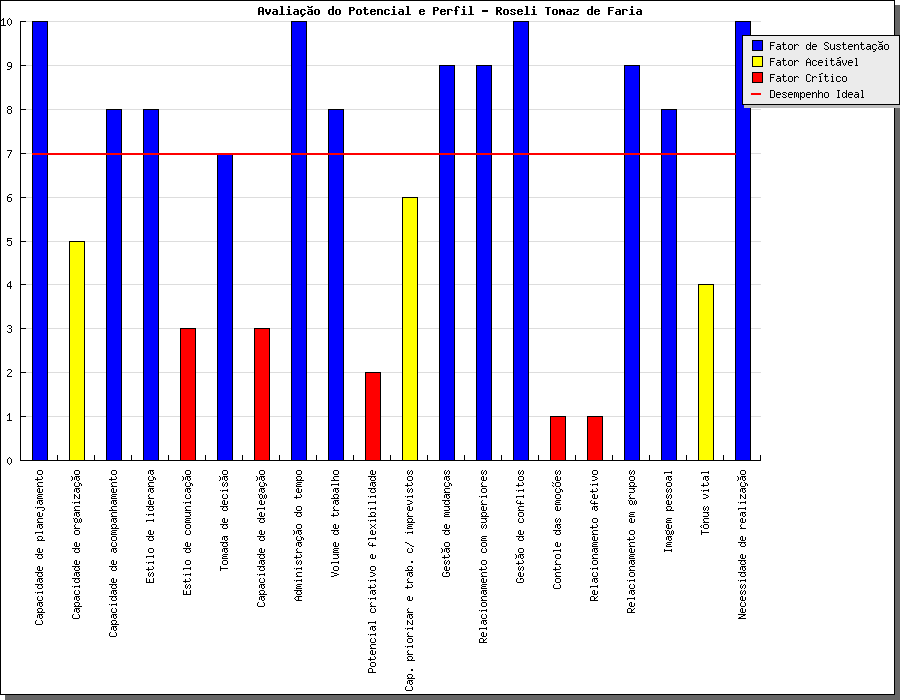 Avaliação do Potencial e Perfil - Roseli Tomaz de Faria
Fator de Sustentação
Fator Aceitável
Fator Crítico
Desempenho Ideal
10
9
8
7
6
5
4
3
2
1
0
Capacidade de planejamento
Capacidade de organização
Capacidade de acompanhamento
Estilo de liderança
Estilo de comunicação
Tomada de decisão
Capacidade de delegação
Administração do tempo
Volume de trabalho
Potencial criativo e flexibilidade
Cap. priorizar e trab. c/ imprevistos
Gestão de mudanças
Relacionamento com superiores
Gestão de conflitos
Controle das emoções
Relacionamento afetivo
Relacionamento em grupos
Imagem pessoal
Tônus vital
Necessidade de realização